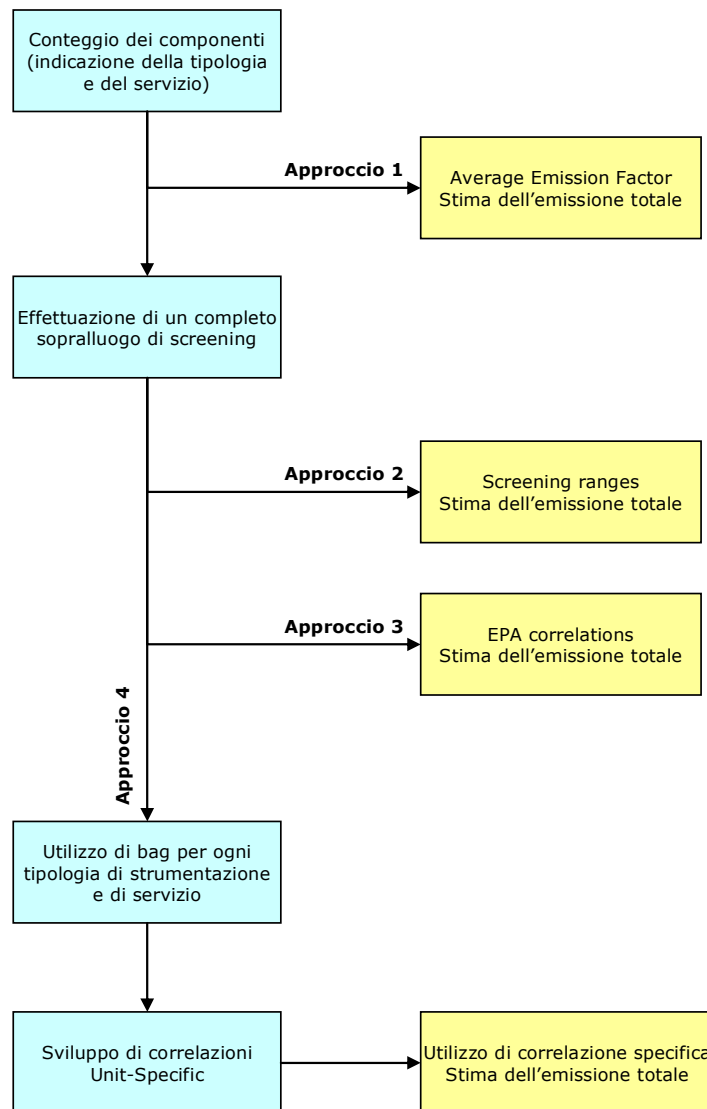 Conteggio dei componenti
(indicazione della tipologia
e del servizio)
Approccio 1
Average Emission Factor
Stima dell'emissione totale
Effettuazione di un completo
sopralluogo di screening
Approccio 2
Screening ranges
Stima dell'emissione totale
Approccio 3
EPA correlations
Stima dell'emissione totale
Approccio 4
Utilizzo di bag per ogni
tipologia di strumentazione
e di servizio
Sviluppo di correlazioni
Unit-Specific
Utilizzo di correlazione specifica
Stima dell'emissione totale